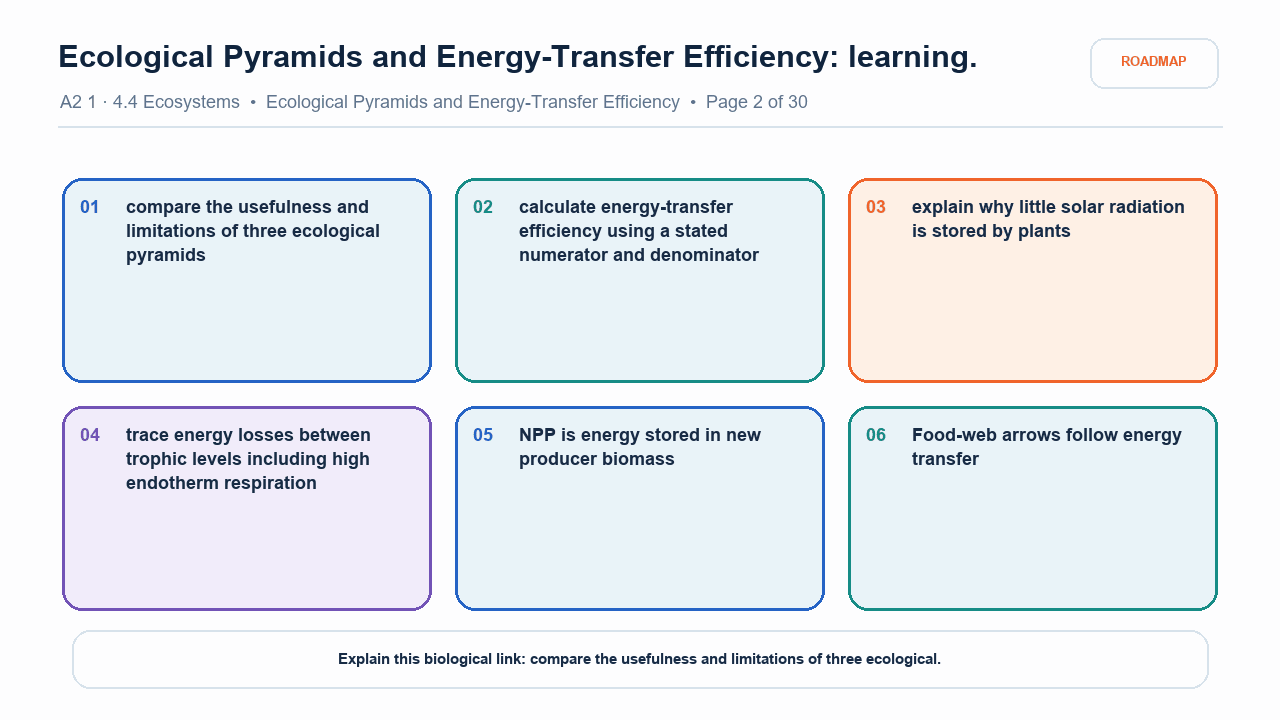 Ecological Pyramids and Energy-Transfer Efficiency: learning.
ROADMAP
A2 1 · 4.4 Ecosystems • Ecological Pyramids and Energy-Transfer Efficiency • Page 2 of 30
01 compare the usefulness and
limitations of three ecological
pyramids
02 calculate energy-transfer
efficiency using a stated
numerator and denominator
03 explain why little solar radiation
is stored by plants
04 trace energy losses between
trophic levels including high
endotherm respiration
05 NPP is energy stored in new
producer biomass
06 Food-web arrows follow energy
transfer
Explain this biological link: compare the usefulness and limitations of three ecological.